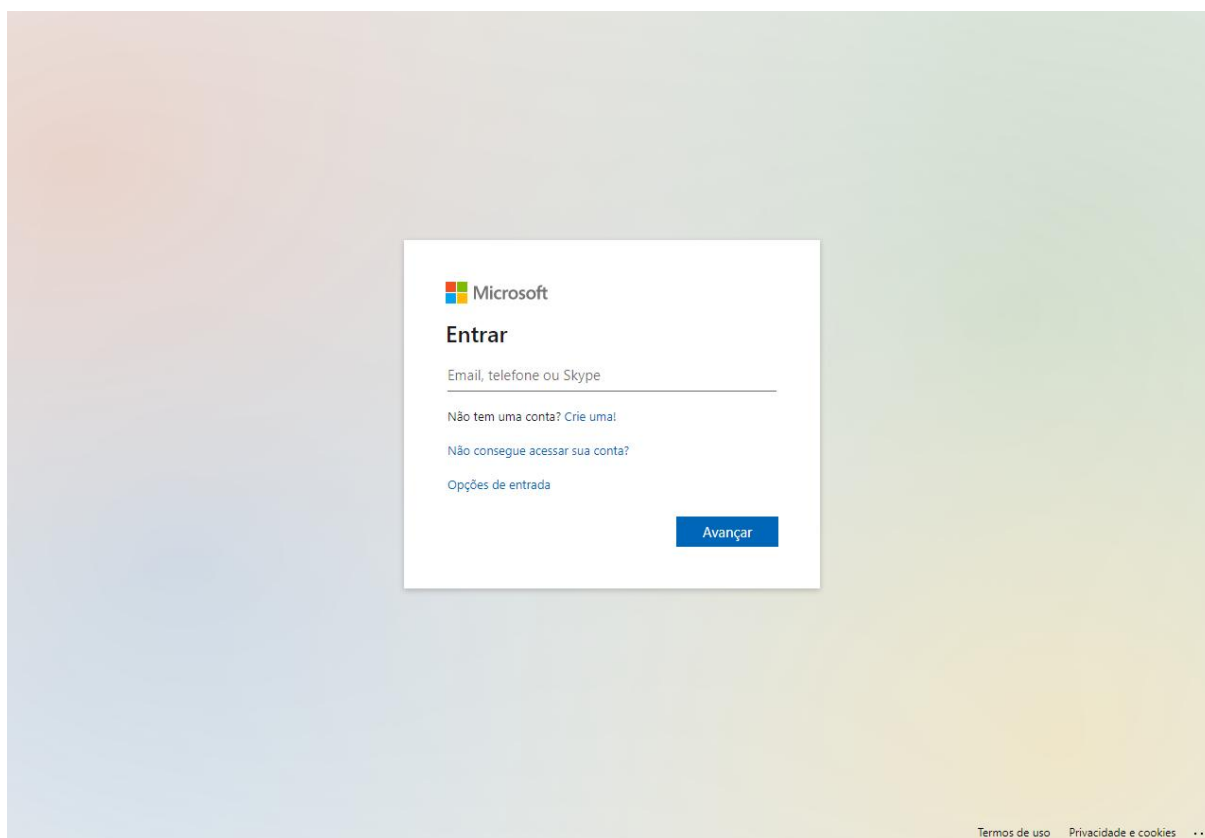 Microsoft
Entrar
Email, telefone ou Skype
Não tem uma conta? Crie uma!
Não consegue acessar sua conta?
Opções de entrada
Avançar
Termos de uso Privacidade e cookies